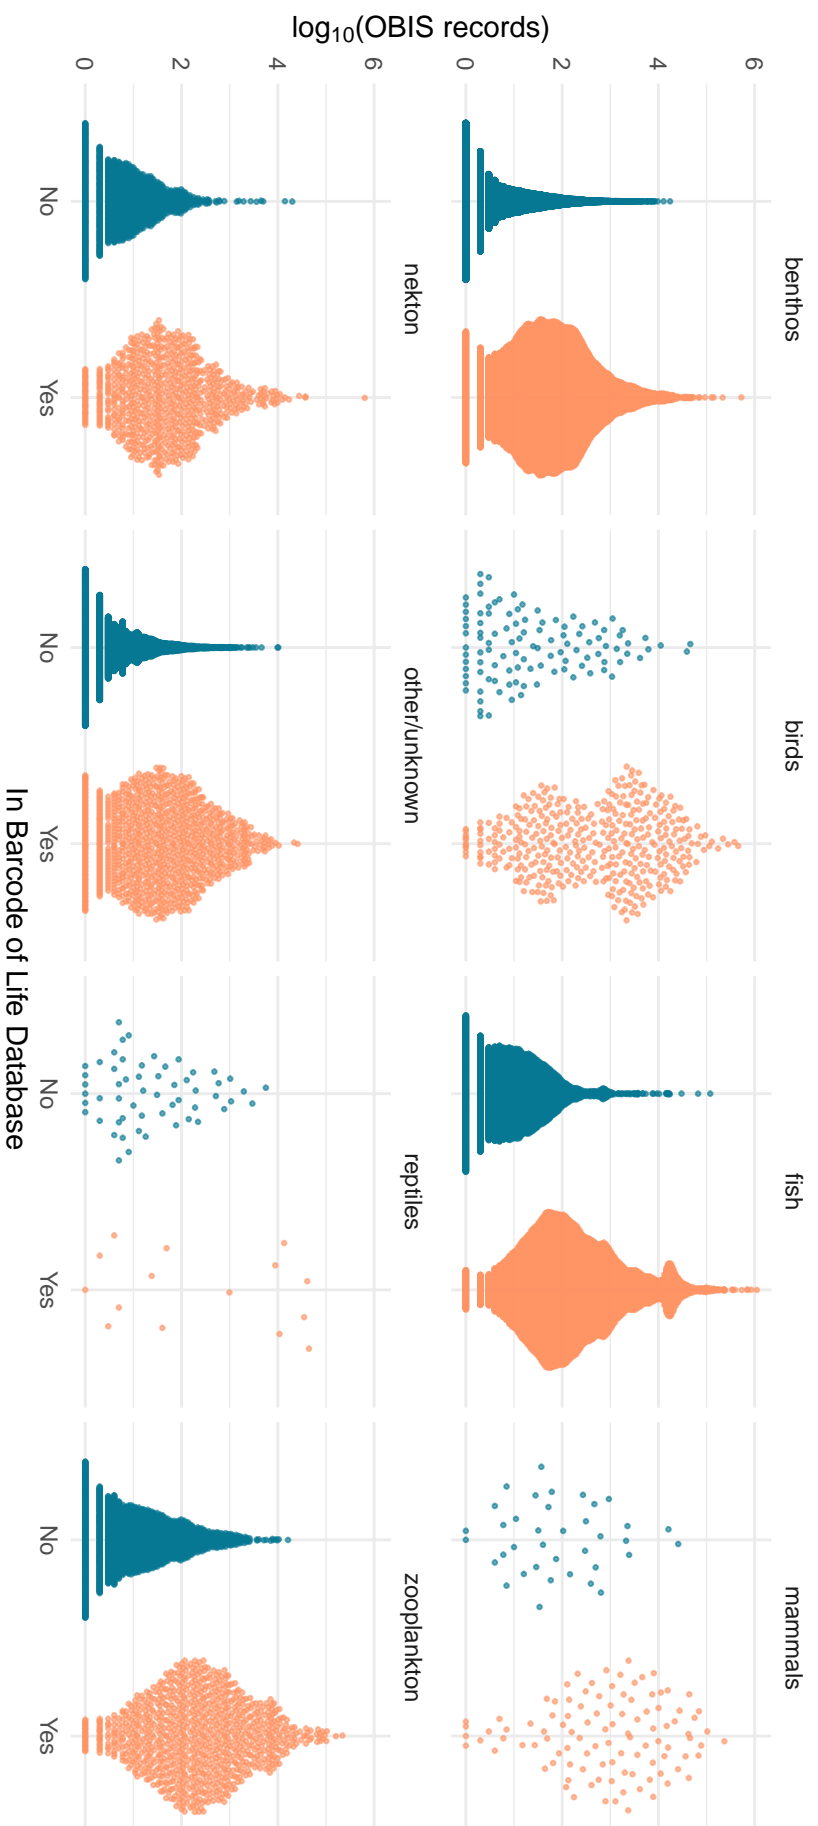 benthos
birds
fish
mammals
0
2
4
6
nekton
other/unknown
reptiles
zooplankton
0
2
4
6
No
Yes
No
Yes
No
Yes
No
Yes
log₁₀(OBIS records)
In Barcode of Life Database